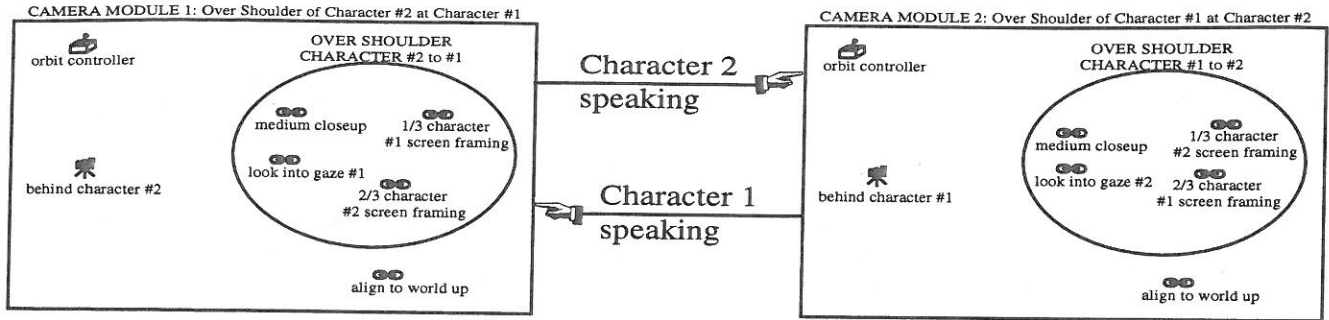 CAMERA MODULE 1: Over Shoulder of Character #2 at Character #1
orbit controller
OVER SHOULDER
CHARACTER #2 to #1
medium closeup
1/3 character
#1 screen framing
look into gaze #1
behind character #2
2/3 character
#2 screen framing
align to world up
Character 2
speaking
Character 1
speaking
CAMERA MODULE 2: Over Shoulder of Character #1 at Character #2
orbit controller
OVER SHOULDER
CHARACTER #1 to #2
medium closeup
1/3 character
#2 screen framing
look into gaze #2
behind character #1
2/3 character
#1 screen framing
align to world up